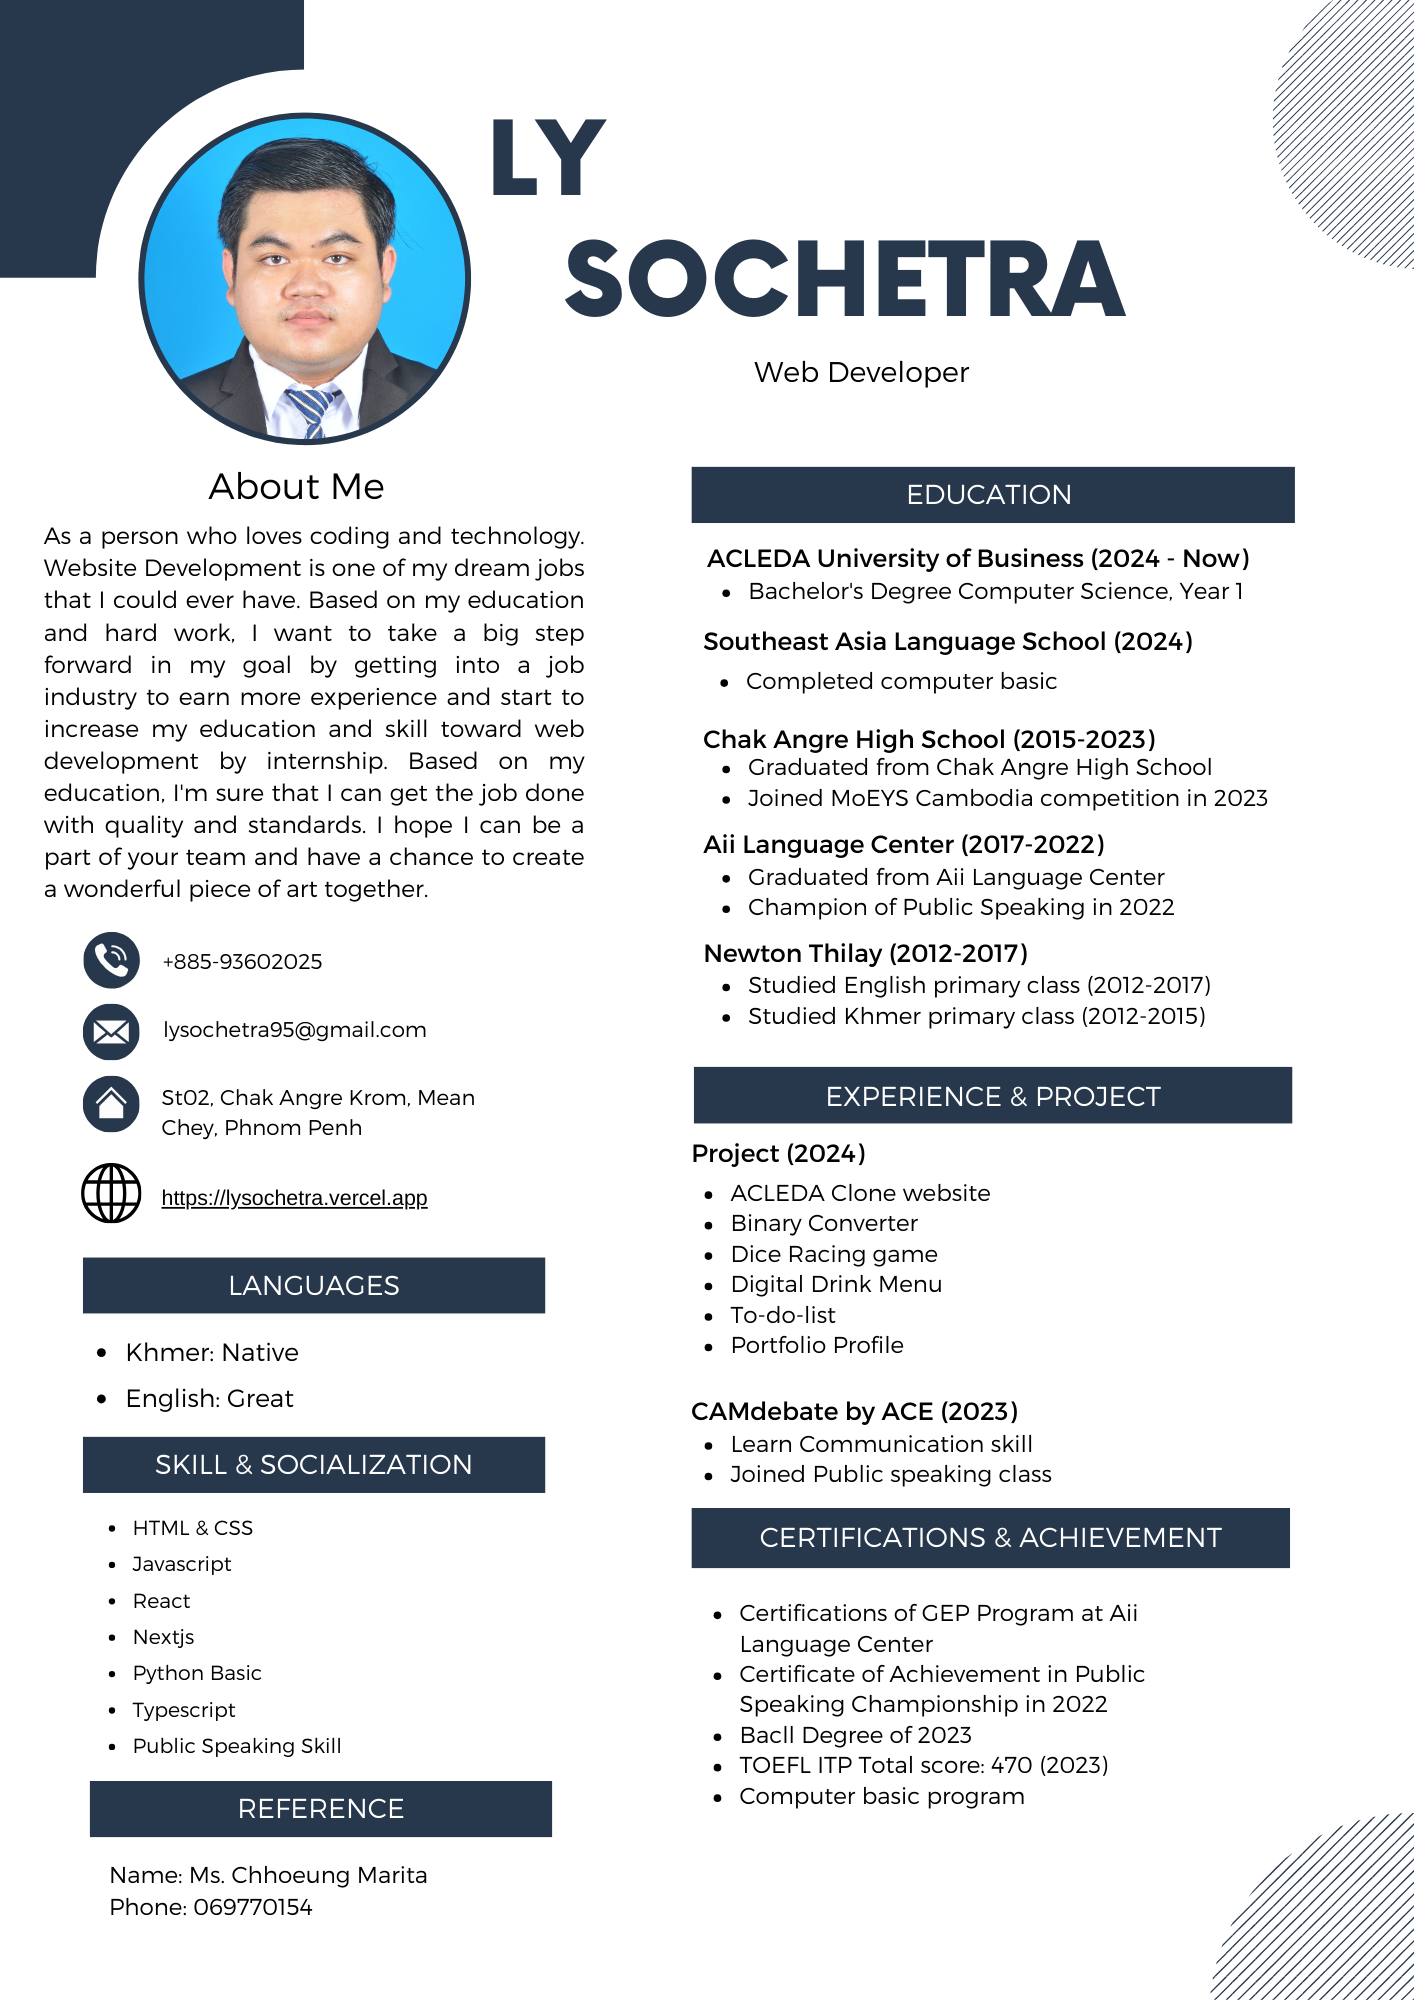 LY
SOCHETRA
Web Developer
About Me
As a person who loves coding and technology.
Website Development is one of my dream jobs
that I could ever have. Based on my education
and hard work, I want to take a big step
forward in my goal by getting into a job
industry to earn more experience and start to
increase my education and skill toward web
development by internship. Based on my
education, I'm sure that I can get the job done
with quality and standards. I hope I can be a
part of your team and have a chance to create
a wonderful piece of art together.
+885-93602025
lysochetra95@gmail.com
St02, Chak Angre Krom, Mean
Chey, Phnom Penh
https://lysochetra.vercel.app
LANGUAGES
• Khmer: Native
• English: Great
SKILL & SOCIALIZATION
• HTML & CSS
• Javascript
• React
• Nextjs
• Python Basic
• Typescript
• Public Speaking Skill
REFERENCE
Name: Ms. Chhoeung Marita
Phone: 069770154
EDUCATION
ACLEDA University of Business (2024 - Now)
• Bachelor's Degree Computer Science, Year 1
Southeast Asia Language School (2024)
• Completed computer basic
Chak Angre High School (2015-2023)
• Graduated from Chak Angre High School
• Joined MoEYS Cambodia competition in 2023
Aii Language Center (2017-2022)
• Graduated from Aii Language Center
• Champion of Public Speaking in 2022
Newton Thilay (2012-2017)
• Studied English primary class (2012-2017)
• Studied Khmer primary class (2012-2015)
EXPERIENCE & PROJECT
Project (2024)
• ACLEDA Clone website
• Binary Converter
• Dice Racing game
• Digital Drink Menu
• To-do-list
• Portfolio Profile
CAMdebate by ACE (2023)
• Learn Communication skill
• Joined Public speaking class
CERTIFICATIONS & ACHIEVEMENT
• Certifications of GEP Program at Aii
Language Center
• Certificate of Achievement in Public
Speaking Championship in 2022
• BacII Degree of 2023
• TOEFL ITP Total score: 470 (2023)
• Computer basic program